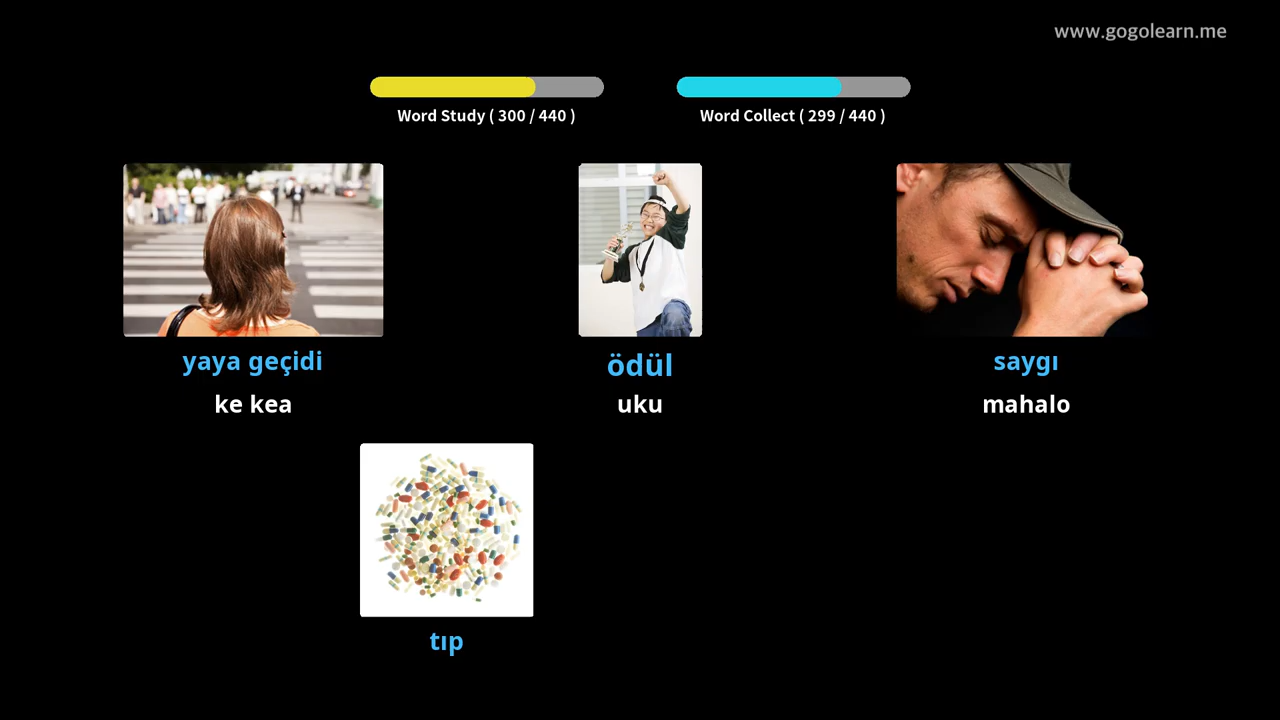 www.gogolearn.me
Word Study ( 300 / 440 )
Word Collect ( 299 / 440 )
yaya geçidi
ödül
saygı
ke kea
uku
mahalo
tıp